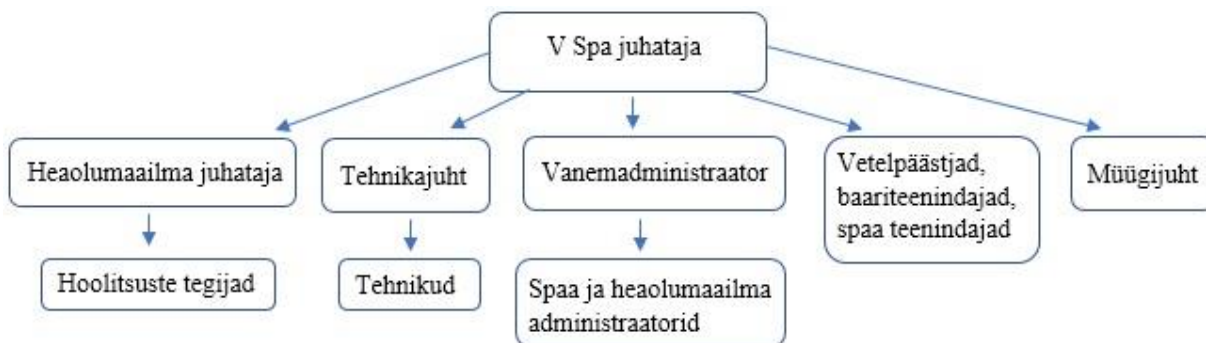 V Spa juhataja
Heaolumaailma juhataja
Tehnikajuht
Vanemadministraator
Vetelpäästjad,
baariteenindajad,
spaa teenindajad
Müügijuht
Hoolitsuste tegijad
Tehnikud
Spaa ja heaolumaailma
administraatorid